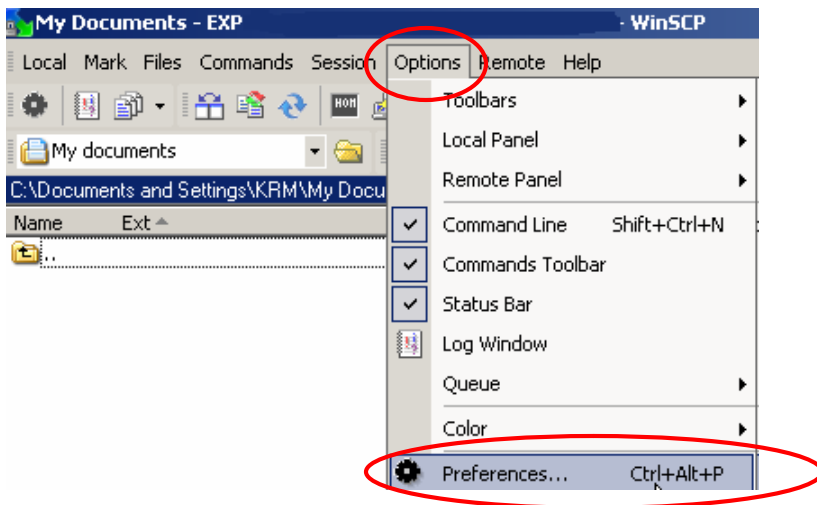 My Documents - EXP - WinSCP
Local Mark Files Commands Session Options Remote Help
My documents
C:\Documents and Settings\KRM\My Docu
Name Ext
..
Toolbars
Local Panel
Remote Panel
Command Line Shift+Ctrl+N
Commands Toolbar
Status Bar
Log Window
Queue
Color
Preferences... Ctrl+Alt+P